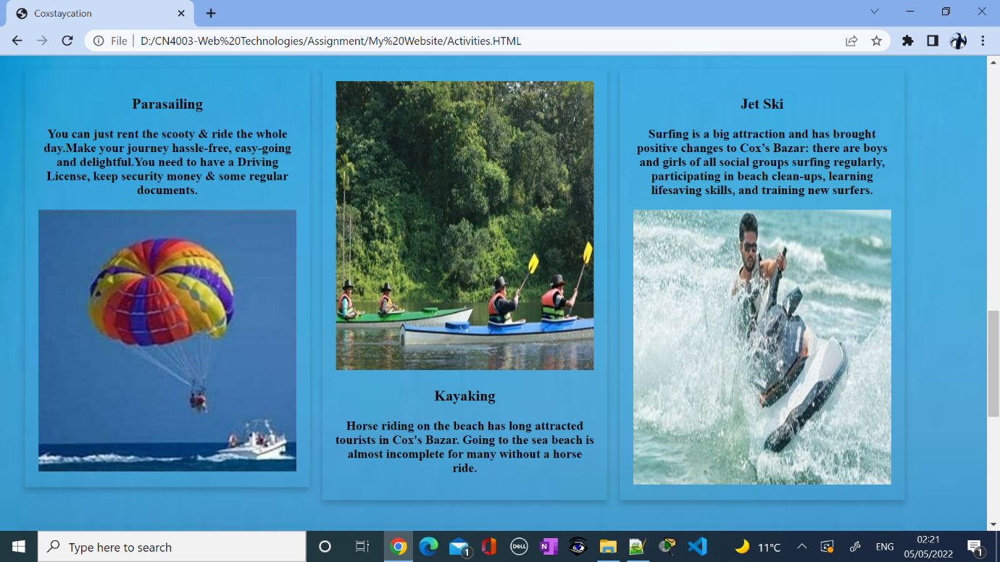 Coxstaycation
File
D:/CN4003-Web%20Technologies/Assignment/My%20Website/Activities.HTML
Parasailing
You can just rent the scooty & ride the whole
day.Make your journey hassle-free, easy-going
and delightful.You need to have a Driving
License, keep security money & some regular
documents.
Kayaking
Horse riding on the beach has long attracted
tourists in Cox's Bazar. Going to the sea beach is
almost incomplete for many without a horse
ride.
Jet Ski
Surfing is a big attraction and has brought
positive changes to Cox’s Bazar: there are boys
and girls of all social groups surfing regularly,
participating in beach clean-ups, learning
lifesaving skills, and training new surfers.
Type here to search
1
DELL
N
11°C
ENG
02:21
05/05/2022
1